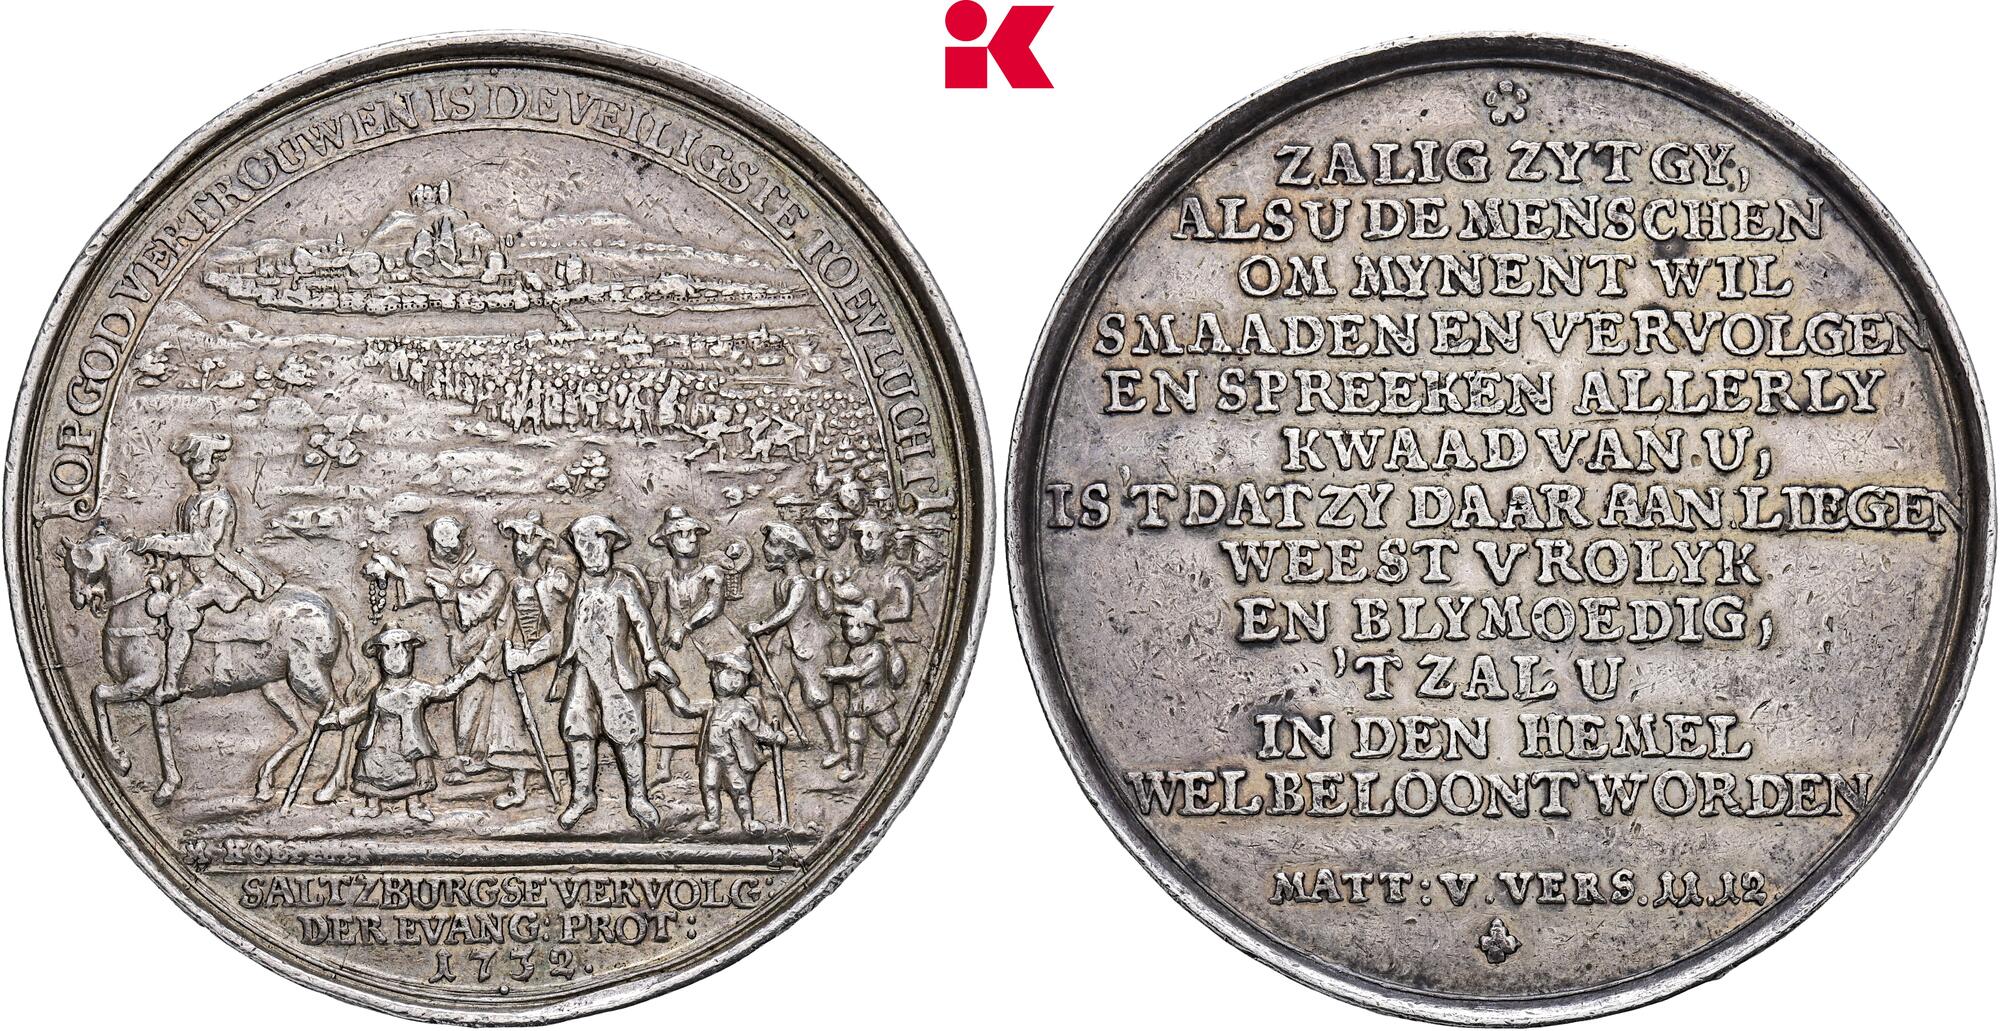 OP GOD VERTROUWEN IS DE VEILIGSTE TOEVLUCHT
SALTZBURGSE VERVOLG:
DER EVANG: PROT:
1732.
K
ZALIG ZYT GY,
ALS U DE MENSCHEN
OM MYNENT WIL
SMAADEN EN VERVOLGEN
EN SPREEKEN ALLERLY
KWAAD VAN U,
IS 'T DAT ZY DAAR AAN LIEGEN
WEEST VROLYK
EN BLYMOEDIG,
'T ZAL U
IN DEN HEMEL
WEL BELOONT WORDEN
MATT: V. VERS. 11.12